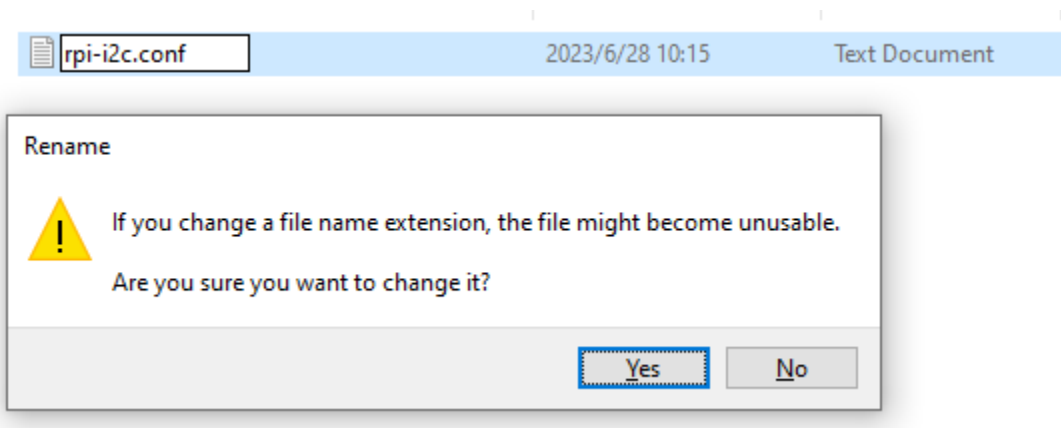 rpi-i2c.conf 2023/6/28 10:15 Text Document
Rename
If you change a file name extension, the file might become unusable.
Are you sure you want to change it?
Yes No